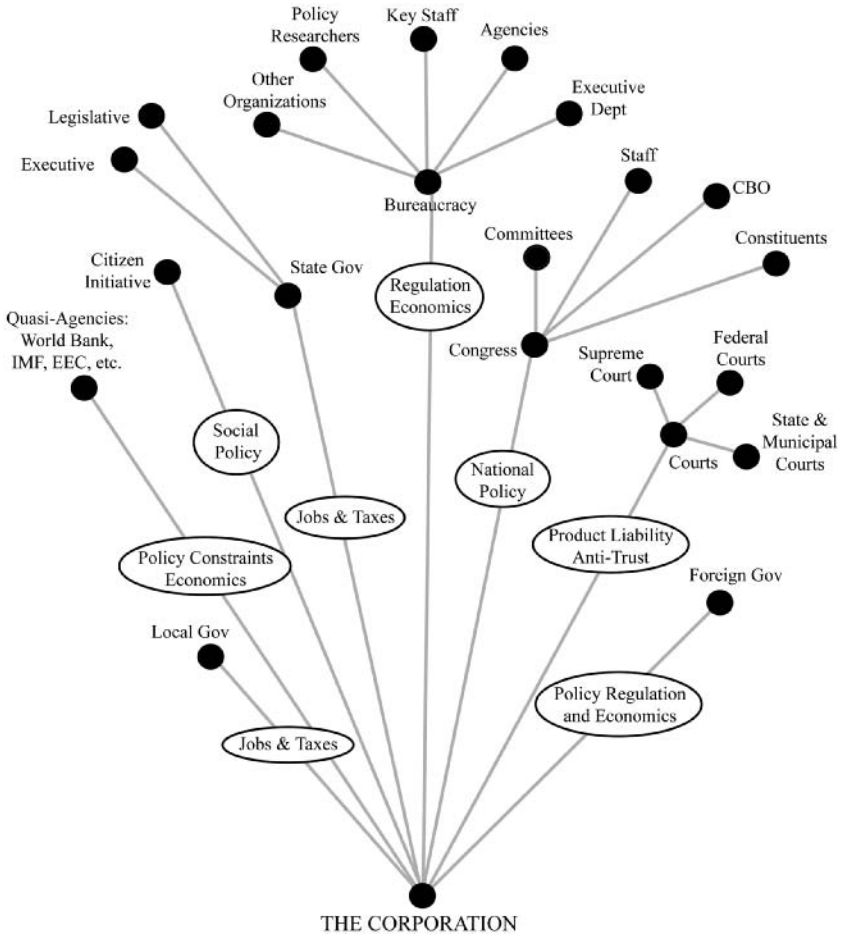 Policy
Researchers
Key Staff
Agencies
Other
Organizations
Executive
Dept
Legislative
Executive
Bureaucracy
Staff
CBO
Committees
Constituents
Citizen
Initiative
State Gov
Regulation
Economics
Quasi-Agencies:
World Bank,
IMF, EEC, etc.
Congress
Supreme
Court
Federal
Courts
State &
Municipal
Courts
Courts
Social
Policy
National
Policy
Jobs & Taxes
Product Liability
Anti-Trust
Policy Constraints
Economics
Foreign Gov
Local Gov
Policy Regulation
and Economics
Jobs & Taxes
THE CORPORATION